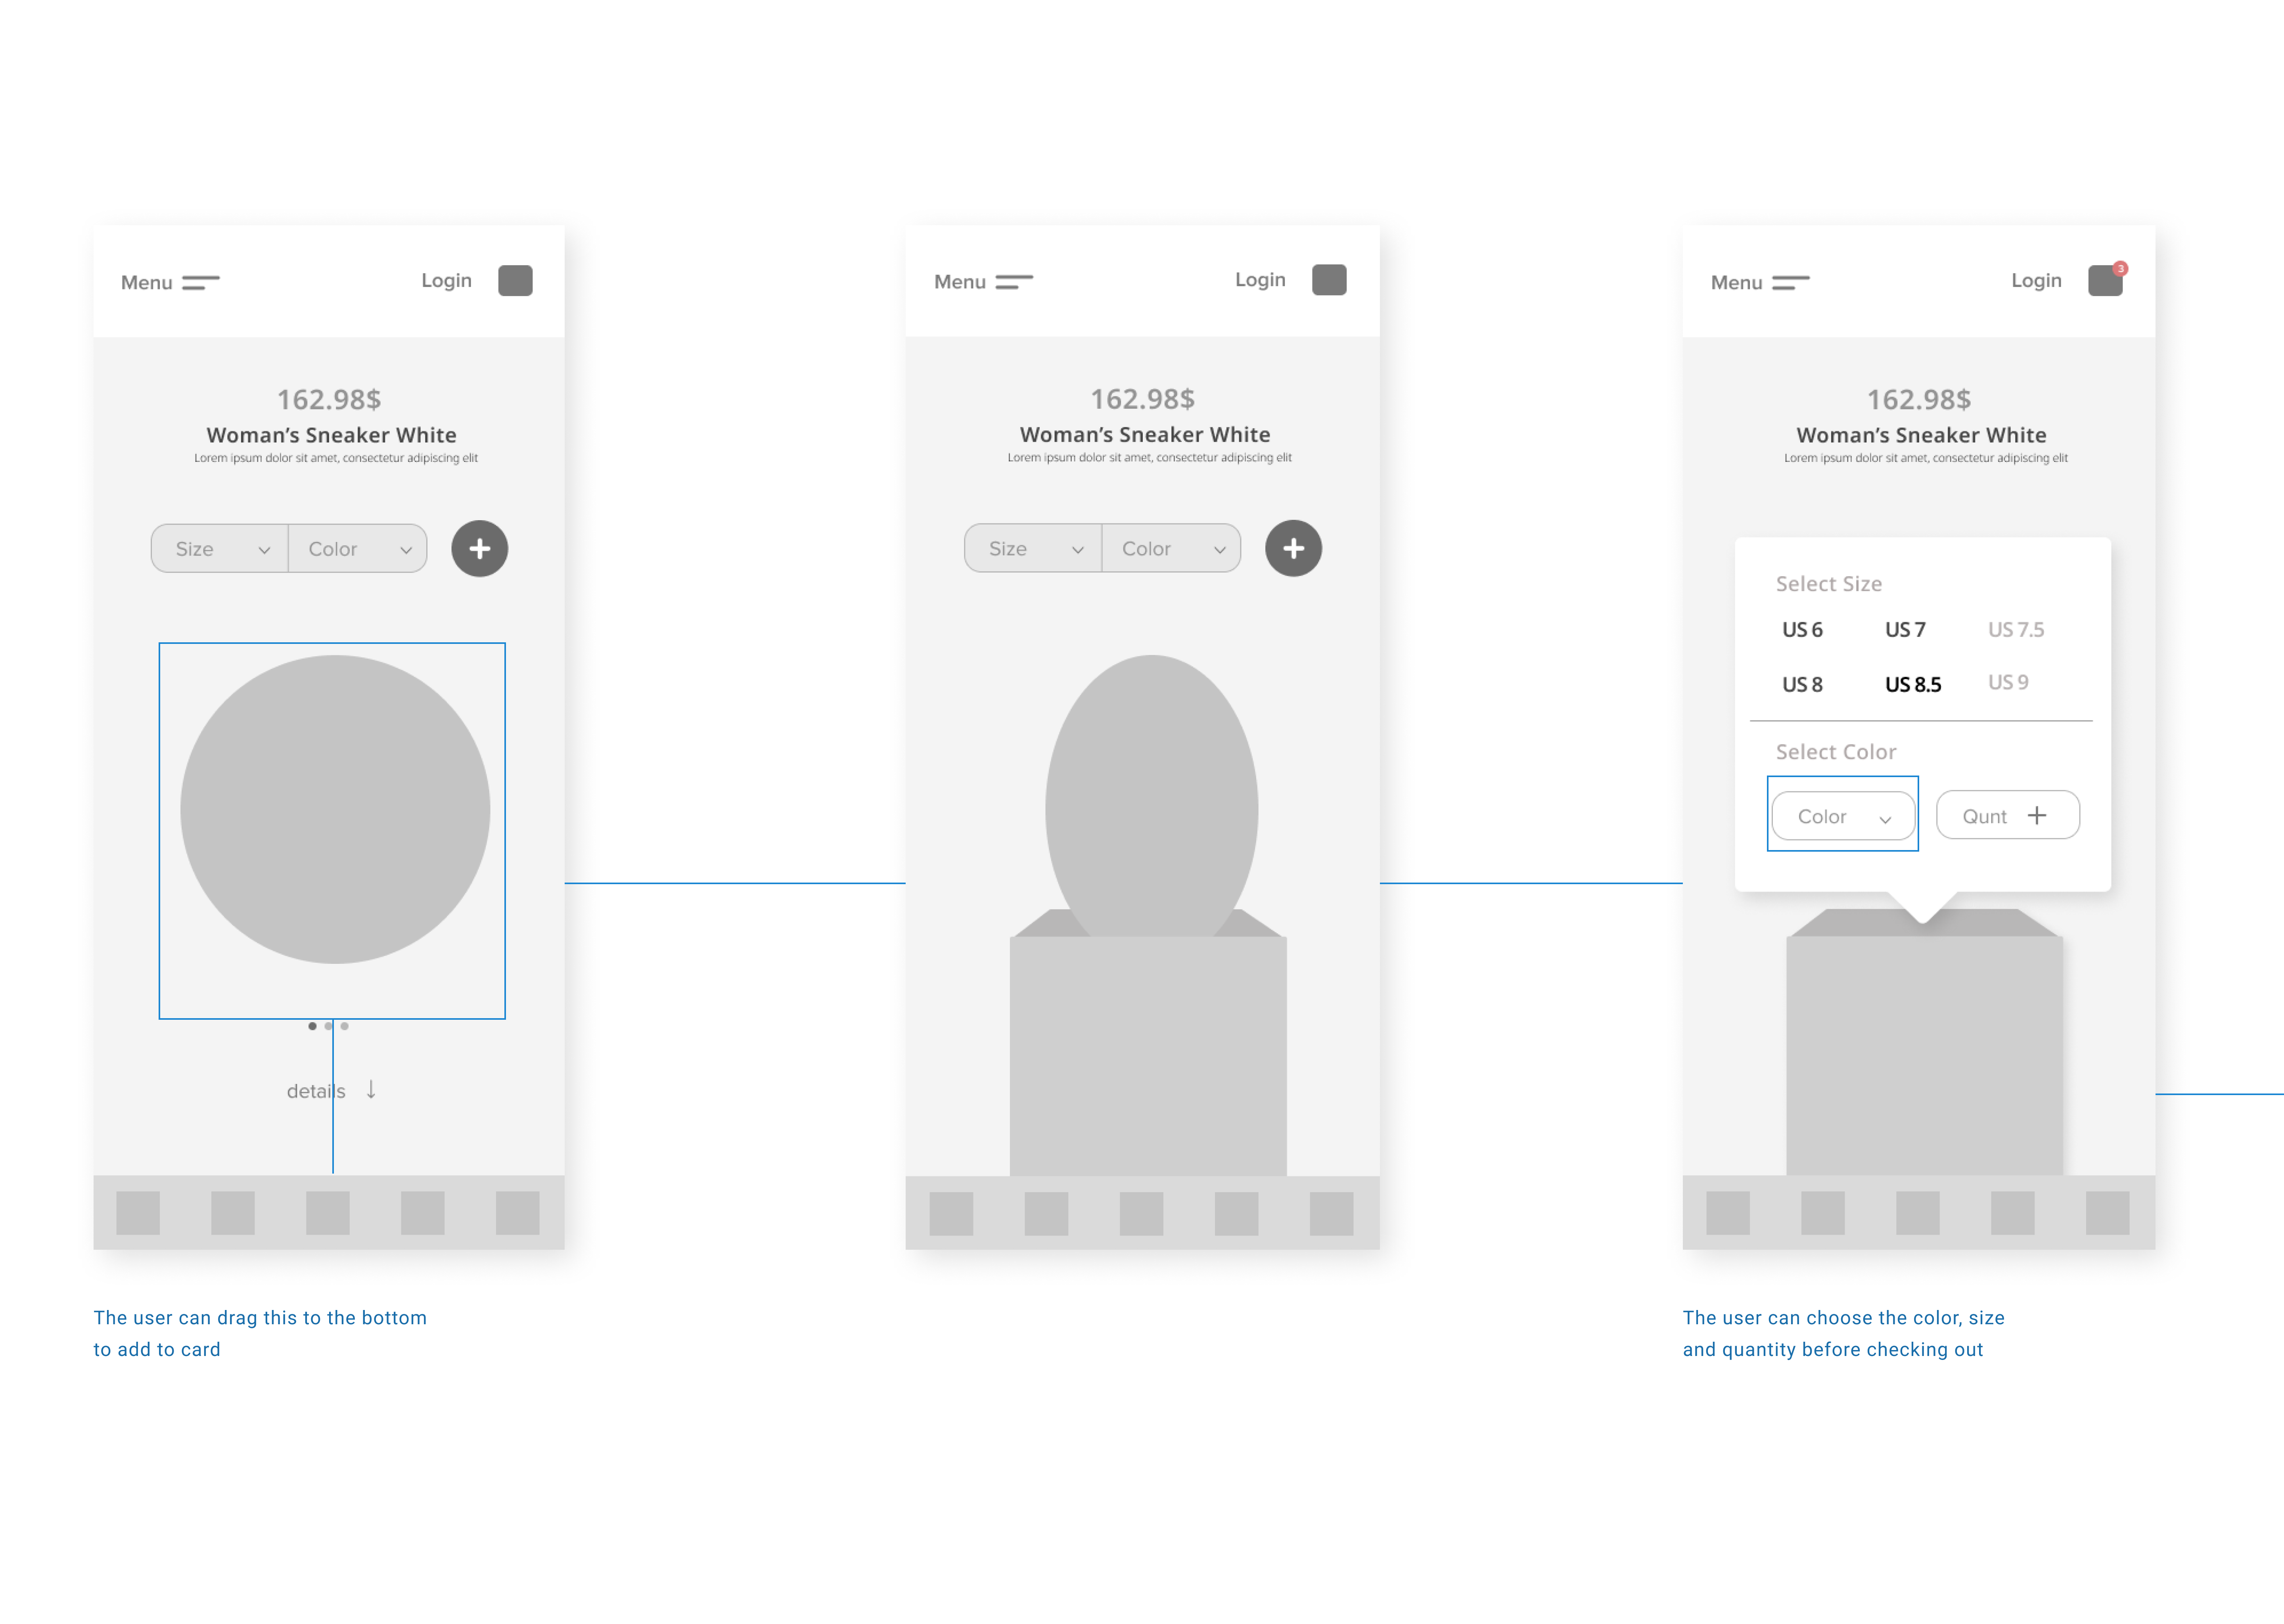 Menu
Login
162.98$
Woman’s Sneaker White
Lorem ipsum dolor sit amet, consectetur adipiscing elit
Size
Color
details ↓
The user can drag this to the bottom
to add to card
Menu
Login
162.98$
Woman’s Sneaker White
Lorem ipsum dolor sit amet, consectetur adipiscing elit
Size
Color
Menu
Login
3
162.98$
Woman’s Sneaker White
Lorem ipsum dolor sit amet, consectetur adipiscing elit
Select Size
US 6 US 7 US 7.5
US 8 US 8.5 US 9
Select Color
Color
Qunt +
The user can choose the color, size
and quantity before checking out